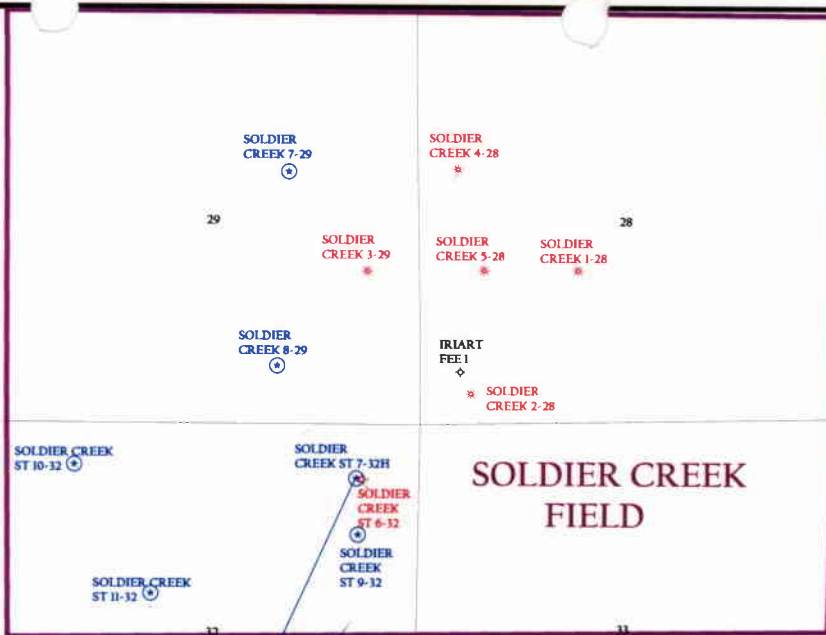 SOLDIER
CREEK 7-29
SOLDIER
CREEK 4-28
29
28
SOLDIER
CREEK 3-29
SOLDIER
CREEK 5-28
SOLDIER
CREEK 1-28
SOLDIER
CREEK 8-29
IRIART
FEE 1
SOLDIER
CREEK 2-28
SOLDIER CREEK
ST 10-32
SOLDIER
CREEK ST 7-32H
SOLDIER
CREEK
ST 6-32
SOLDIER
CREEK
ST 9-32
SOLDIER CREEK
ST 11-32
SOLDIER CREEK
FIELD
32
33